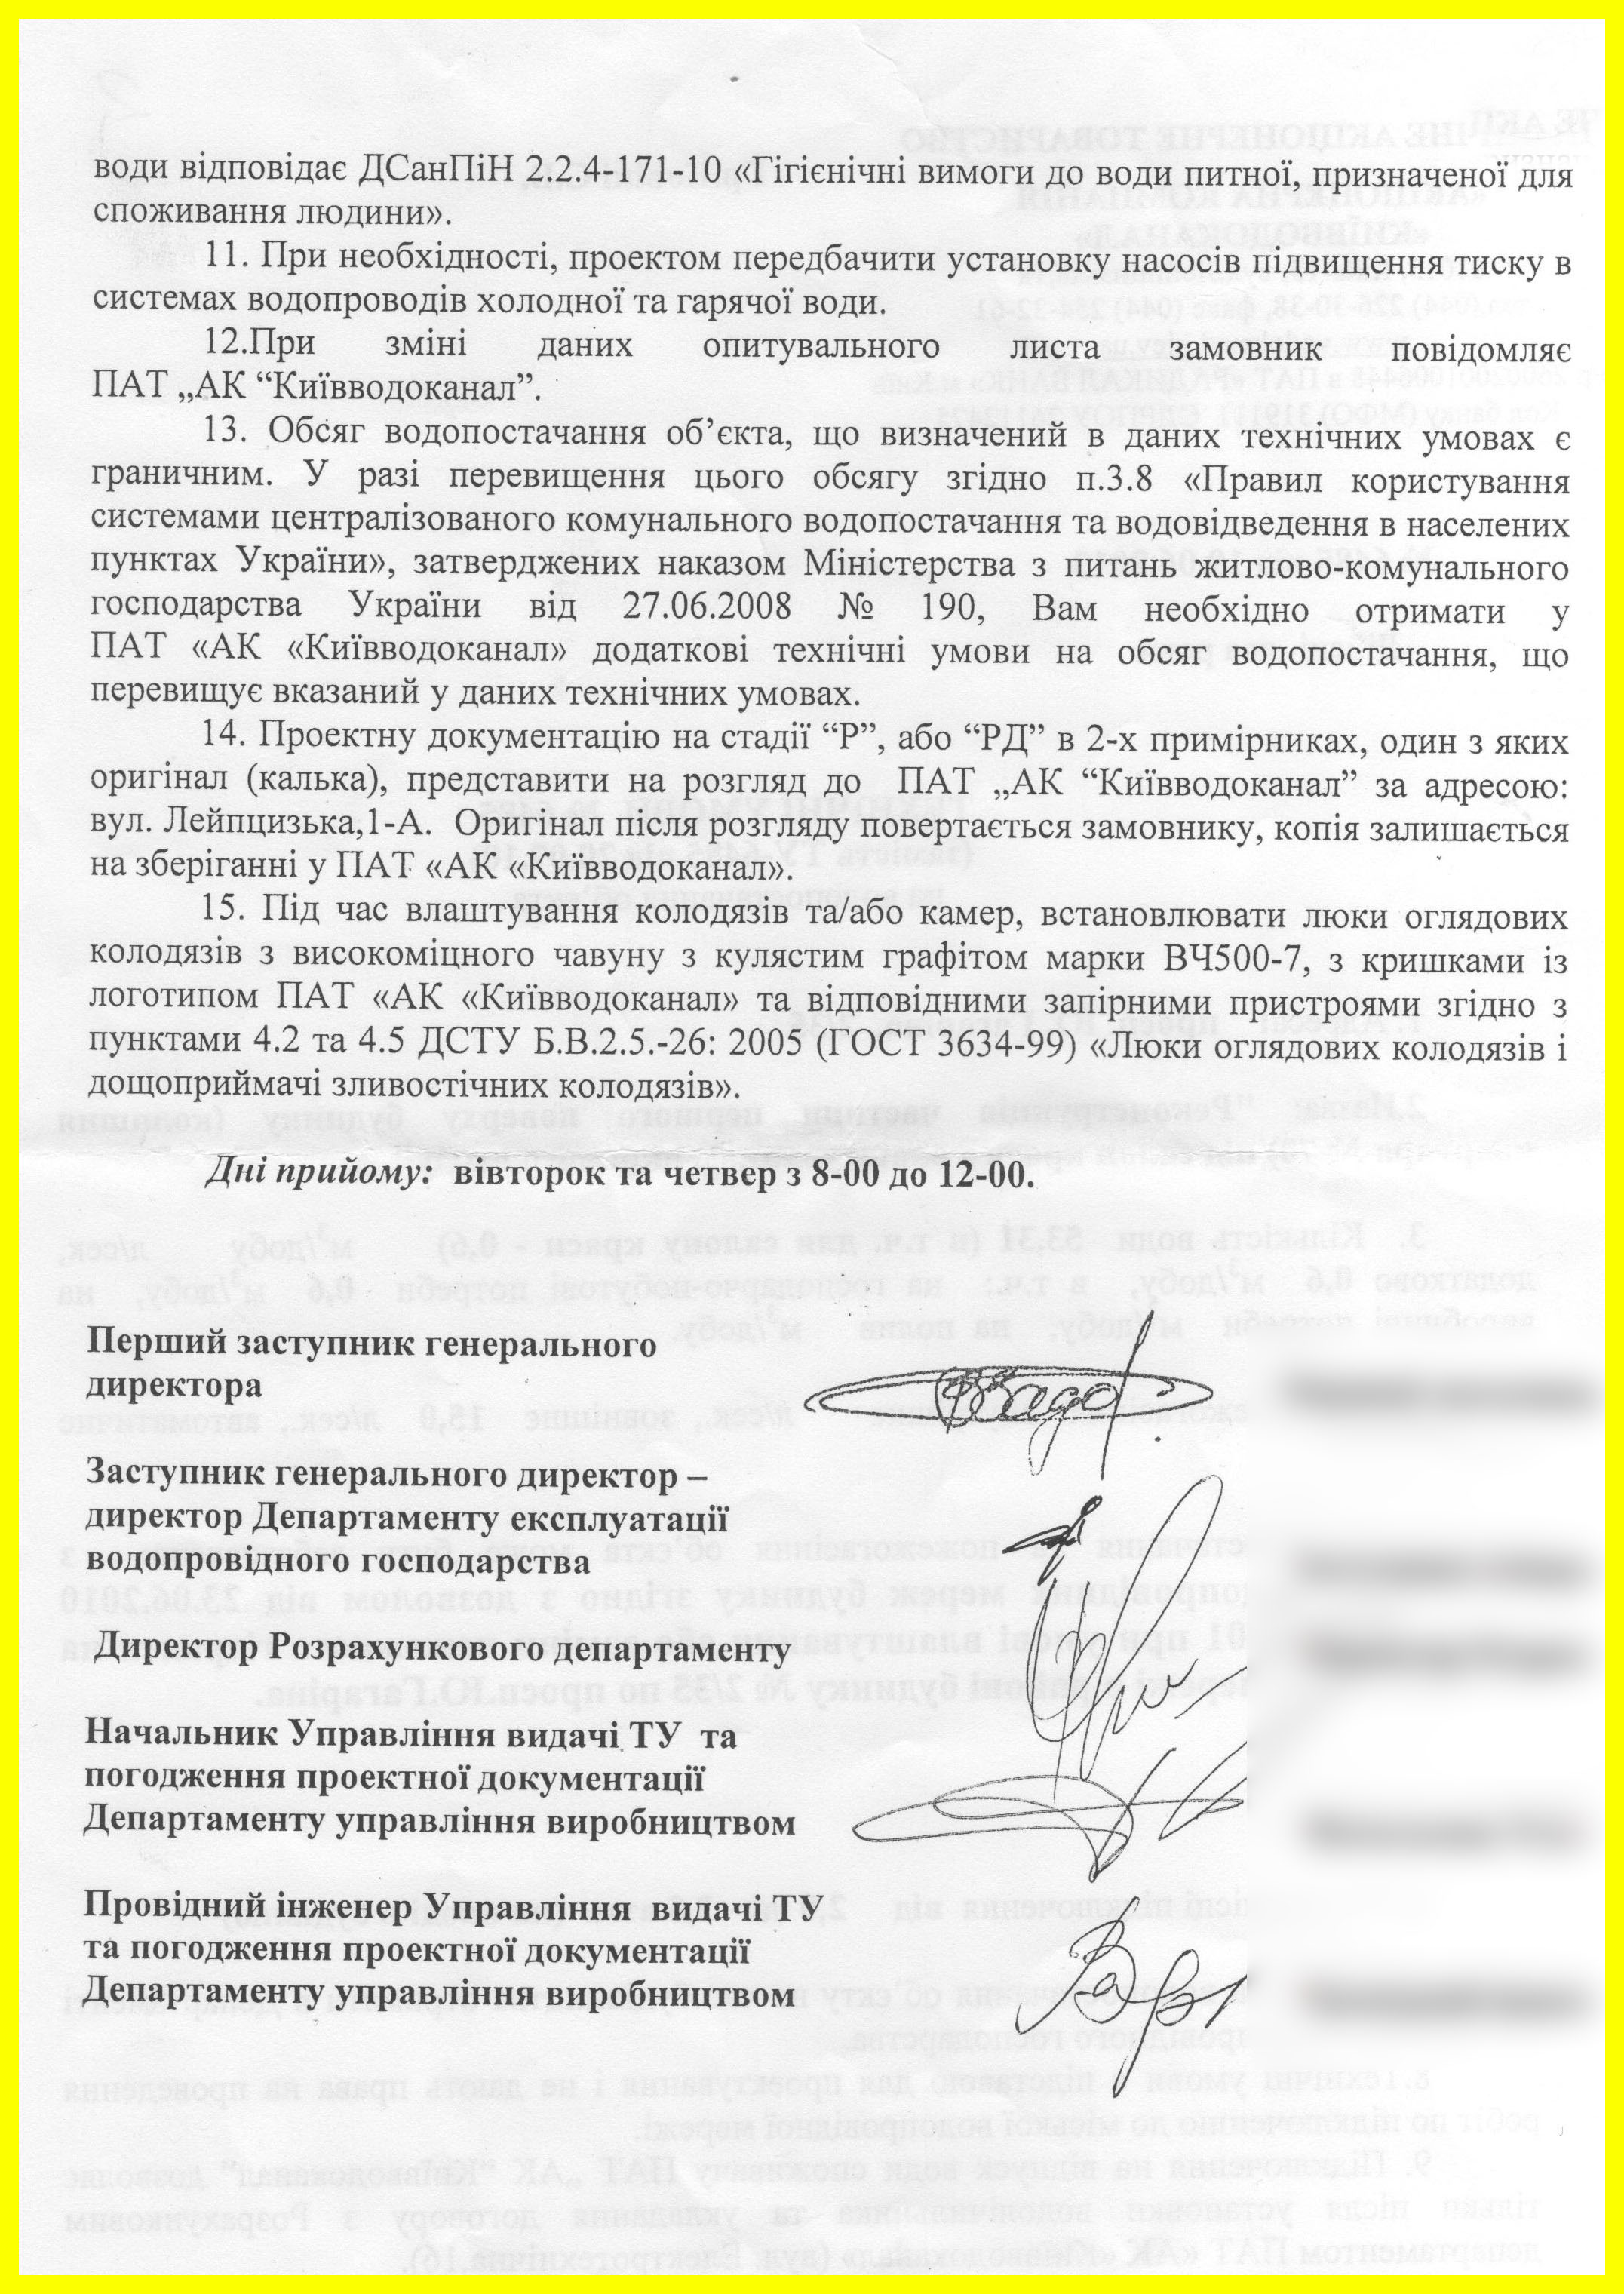 води відповідає ДСанПіН 2.2.4-171-10 «Гігієнічні вимоги до води питної, призначеної для
споживання людини».
11. При необхідності, проектом передбачити установку насосів підвищення тиску в
системах водопроводів холодної та гарячої води.
12.При зміні даних опитувального листа замовник повідомляє
ПАТ „АК “Київводоканал”.
13. Обсяг водопостачання об’єкта, що визначений в даних технічних умовах є
граничним. У разі перевищення цього обсягу згідно п.3.8 «Правил користування
системами централізованого комунального водопостачання та водовідведення в населених
пунктах України», затверджених наказом Міністерства з питань житлово-комунального
господарства України від 27.06.2008 № 190, Вам необхідно отримати у
ПАТ «АК «Київводоканал» додаткові технічні умови на обсяг водопостачання, що
перевищує вказаний у даних технічних умовах.
14. Проектну документацію на стадії “Р”, або “РД” в 2-х примірниках, один з яких
оригінал (калька), представити на розгляд до ПАТ „АК “Київводоканал” за адресою:
вул. Лейпцизька,1-А. Оригінал після розгляду повертається замовнику, копія залишається
на зберіганні у ПАТ «АК «Київводоканал».
15. Під час влаштування колодязів та/або камер, встановлювати люки оглядових
колодязів з високоміцного чавуну з кулястим графітом марки ВЧ500-7, з кришками із
логотипом ПАТ «АК «Київводоканал» та відповідними запірними пристроями згідно з
пунктами 4.2 та 4.5 ДСТУ Б.В.2.5.-26: 2005 (ГОСТ 3634-99) «Люки оглядових колодязів і
дощоприймачі зливостічних колодязів».
Дні прийому: вівторок та четвер з 8-00 до 12-00.
Перший заступник генерального
директора
Заступник генерального директор –
директор Департаменту експлуатації
водопровідного господарства
Директор Розрахункового департаменту
Начальник Управління видачі ТУ та
погодження проектної документації
Департаменту управління виробництвом
Провідний інженер Управління видачі ТУ
та погодження проектної документації
Департаменту управління виробництвом